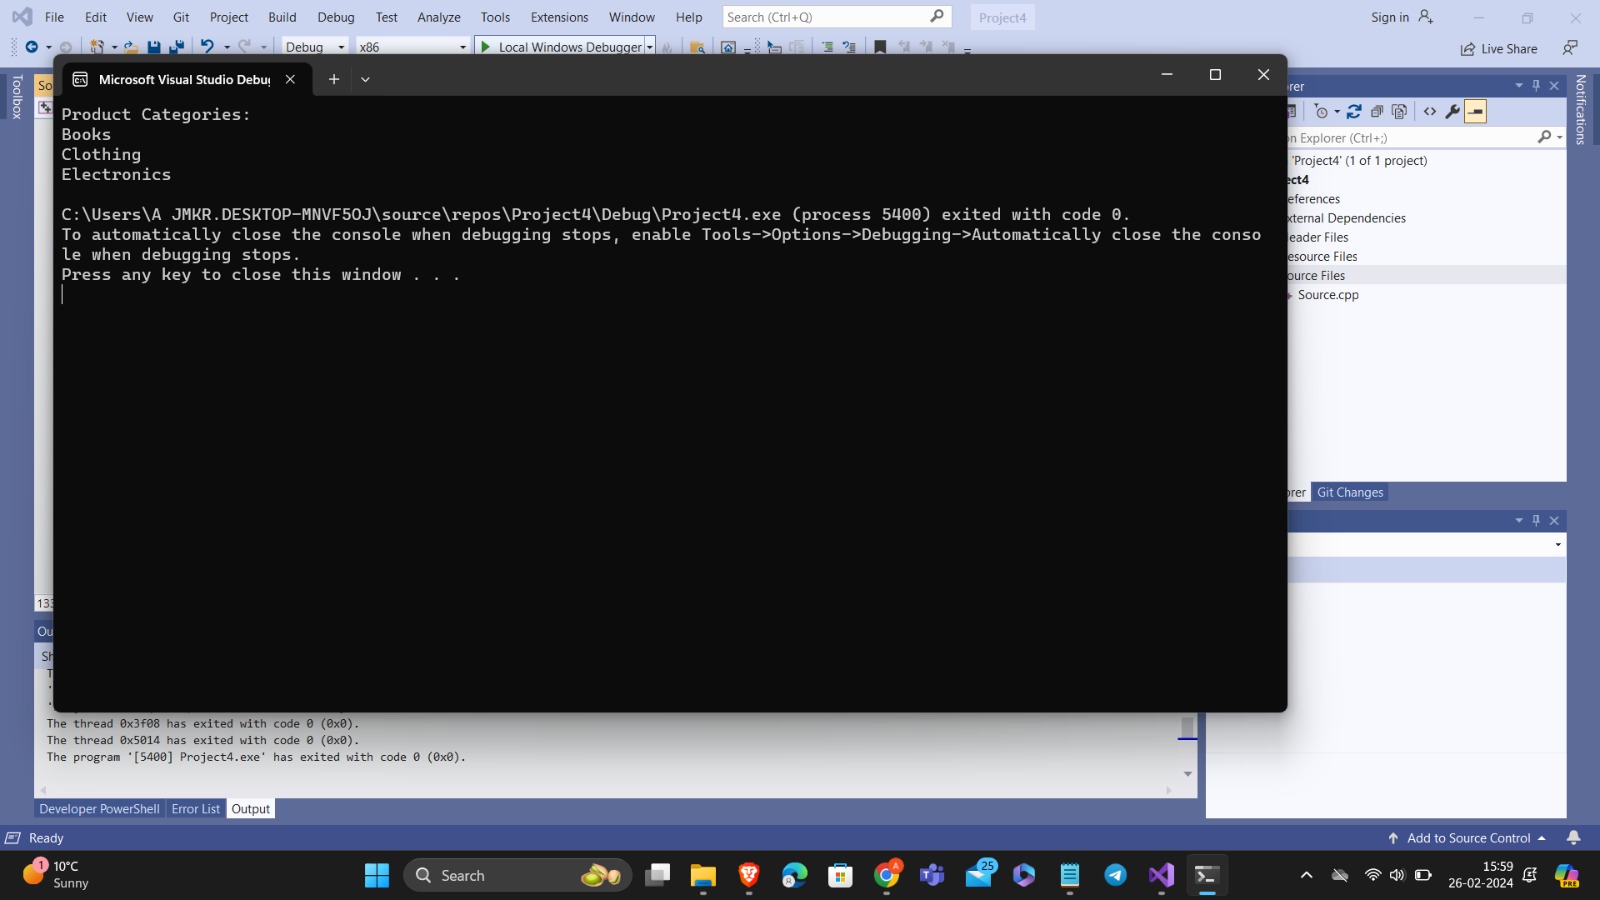 File Edit View Git Project Build Debug Test Analyze Tools Extensions Window Help Search (Ctrl+Q) Project4 Sign in
Debug x86 Local Windows Debugger Live Share
Toolbox
So
Microsoft Visual Studio Debug
Product Categories:
Books
Clothing
Electronics
C:\Users\A JMKR.DESKTOP-MNVF5OJ\source\repos\Project4\Debug\Project4.exe (process 5400) exited with code 0.
To automatically close the console when debugging stops, enable Tools->Options->Debugging->Automatically close the conso
le when debugging stops.
Press any key to close this window . . .
rer
on Explorer (Ctrl+;)
'Project4' (1 of 1 project)
ect4
eferences
xternal Dependencies
eader Files
esource Files
ource Files
Source.cpp
rer Git Changes
Notifications
133
Ou
Sh
The thread 0x3f08 has exited with code 0 (0x0).
The thread 0x5014 has exited with code 0 (0x0).
The program '[5400] Project4.exe' has exited with code 0 (0x0).
Developer PowerShell Error List Output
Ready Add to Source Control
1
10°C
Sunny
Search
25
A
PRE
15:59
26-02-2024